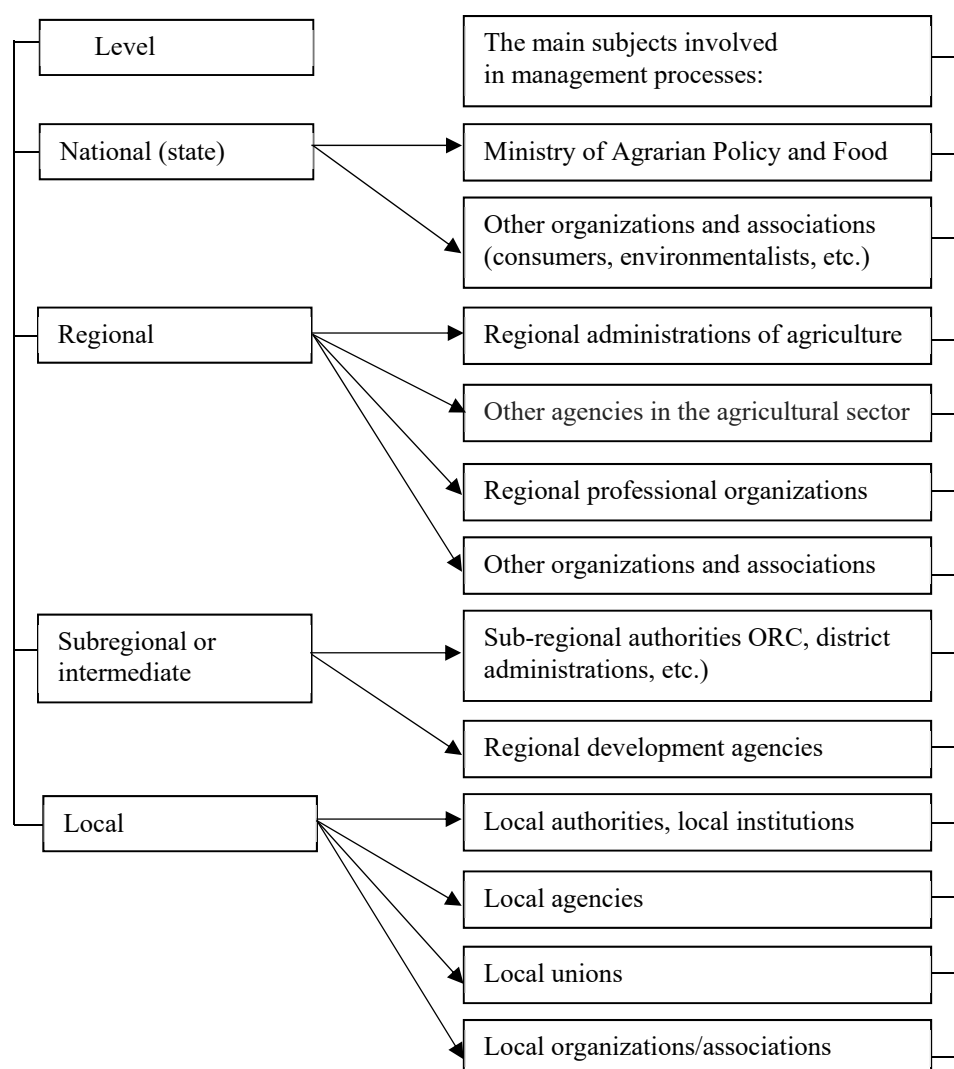 Level
The main subjects involved
in management processes:
National (state)
Ministry of Agrarian Policy and Food
Other organizations and associations
(consumers, environmentalists, etc.)
Regional
Regional administrations of agriculture
Other agencies in the agricultural sector
Regional professional organizations
Other organizations and associations
Subregional or
intermediate
Sub-regional authorities ORC, district
administrations, etc.)
Regional development agencies
Local
Local authorities, local institutions
Local agencies
Local unions
Local organizations/associations